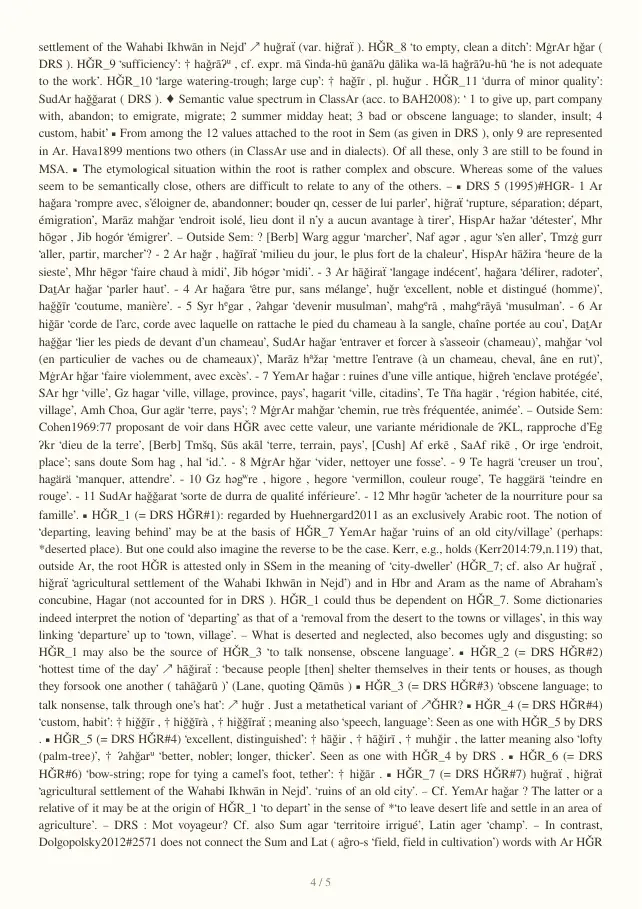 settlement of the Wahabi Ikhwān in Nejd’ ↗ huǧraẗ (var. hiǧraẗ ). HǦR_8 ‘to empty, clean a ditch’: MġrAr hǧar (
DRS ). HǦR_9 ‘sufficiency’: † haǧrāʔᵘ , cf. expr. mā ʕinda-hū ġanāʔu ḏālika wa-lā haǧrāʔu-hū ‘he is not adequate
to the work’. HǦR_10 ‘large watering-trough; large cup’: † haǧīr , pl. huǧur . HǦR_11 ‘durra of minor quality’:
SudAr haǧǧarat ( DRS ). ♦ Semantic value spectrum in ClassAr (acc. to BAH2008): ‘ 1 to give up, part company
with, abandon; to emigrate, migrate; 2 summer midday heat; 3 bad or obscene language; to slander, insult; 4
custom, habit’ ▪ From among the 12 values attached to the root in Sem (as given in DRS ), only 9 are represented
in Ar. Hava1899 mentions two others (in ClassAr use and in dialects). Of all these, only 3 are still to be found in
MSA. ▪ The etymological situation within the root is rather complex and obscure. Whereas some of the values
seem to be semantically close, others are difficult to relate to any of the others. – ▪ DRS 5 (1995)#HGR- 1 Ar
haǧara ‘rompre avec, s’éloigner de, abandonner; bouder qn, cesser de lui parler’, hiǧraẗ ‘rupture, séparation; départ,
émigration’, Marāz mahǧar ‘endroit isolé, lieu dont il n’y a aucun avantage à tirer’, HispAr hažar ‘détester’, Mhr
hōgər , Jib hogór ‘émigrer’. – Outside Sem: ? [Berb] Warg aggur ‘marcher’, Naf agər , agur ‘s’en aller’, Tmzġ gurr
‘aller, partir, marcher’? - 2 Ar haǧr , haǧīraẗ ‘milieu du jour, le plus fort de la chaleur’, HispAr hāžira ‘heure de la
sieste’, Mhr hēgər ‘faire chaud à midi’, Jib hógər ‘midi’. - 3 Ar hāǧiraẗ ‘langage indécent’, haǧara ‘délirer, radoter’,
DaṯAr haǧar ‘parler haut’. - 4 Ar haǧara ‘être pur, sans mélange’, huǧr ‘excellent, noble et distingué (homme)’,
haǧǧīr ‘coutume, manière’. - 5 Syr hᵉgar , ʔahgar ‘devenir musulman’, mahgᵉrā , mahgᵉrāyā ‘musulman’. - 6 Ar
hiǧār ‘corde de l’arc, corde avec laquelle on rattache le pied du chameau à la sangle, chaîne portée au cou’, DaṯAr
haǧǧar ‘lier les pieds de devant d’un chameau’, SudAr haǧar ‘entraver et forcer à s’asseoir (chameau)’, mahǧar ‘vol
(en particulier de vaches ou de chameaux)’, Marāz hᵃžaṛ ‘mettre l’entrave (à un chameau, cheval, âne en rut)’,
MġrAr hǧar ‘faire violemment, avec excès’. - 7 YemAr haǧar : ruines d’une ville antique, hiǧreh ‘enclave protégée’,
SAr hgr ‘ville’, Gz hagar ‘ville, village, province, pays’, hagarit ‘ville, citadins’, Te Tña hagär , ‘région habitée, cité,
village’, Amh Choa, Gur agär ‘terre, pays’; ? MġrAr mahǧar ‘chemin, rue très fréquentée, animée’. – Outside Sem:
Cohen1969:77 proposant de voir dans HǦR avec cette valeur, une variante méridionale de ʔKL, rapproche d’Eg
ʔkr ‘dieu de la terre’, [Berb] Tmšq, Sūs akāl ‘terre, terrain, pays’, [Cush] Af erkē , SaAf rikē , Or irge ‘endroit,
place’; sans doute Som hag , hal ‘id.’. - 8 MġrAr hǧar ‘vider, nettoyer une fosse’. - 9 Te hagrä ‘creuser un trou’,
hagärä ‘manquer, attendre’. - 10 Gz həgʷre , higore , hegore ‘vermillon, couleur rouge’, Te haggärä ‘teindre en
rouge’. - 11 SudAr haǧǧarat ‘sorte de durra de qualité inférieure’. - 12 Mhr həgūr ‘acheter de la nourriture pour sa
famille’. ▪ HǦR_1 (= DRS HǦR#1): regarded by Huehnergard2011 as an exclusively Arabic root. The notion of
‘departing, leaving behind’ may be at the basis of HǦR_7 YemAr haǧar ‘ruins of an old city/village’ (perhaps:
*deserted place). But one could also imagine the reverse to be the case. Kerr, e.g., holds (Kerr2014:79,n.119) that,
outside Ar, the root HǦR is attested only in SSem in the meaning of ‘city-dweller’ (HǦR_7; cf. also Ar huǧraẗ ,
hiǧraẗ ‘agricultural settlement of the Wahabi Ikhwān in Nejd’) and in Hbr and Aram as the name of Abraham’s
concubine, Hagar (not accounted for in DRS ). HǦR_1 could thus be dependent on HǦR_7. Some dictionaries
indeed interpret the notion of ‘departing’ as that of a ‘removal from the desert to the towns or villages’, in this way
linking ‘departure’ up to ‘town, village’. – What is deserted and neglected, also becomes ugly and disgusting; so
HǦR_1 may also be the source of HǦR_3 ‘to talk nonsense, obscene language’. ▪ HǦR_2 (= DRS HǦR#2)
‘hottest time of the day’ ↗ hāǧiraẗ : ‘because people [then] shelter themselves in their tents or houses, as though
they forsook one another ( tahāǧarū )’ (Lane, quoting Qāmūs ) ▪ HǦR_3 (= DRS HǦR#3) ‘obscene language; to
talk nonsense, talk through one’s hat’: ↗ huǧr . Just a metathetical variant of ↗ǦHR? ▪ HǦR_4 (= DRS HǦR#4)
‘custom, habit’: † hiǧǧīr , † hiǧǧīrà , † hiǧǧīraẗ ; meaning also ‘speech, language’: Seen as one with HǦR_5 by DRS
. ▪ HǦR_5 (= DRS HǦR#4) ‘excellent, distinguished’: † hāǧir , † hāǧirī , † muhǧir , the latter meaning also ‘lofty
(palm-tree)’, † ʔahǧarᵘ ‘better, nobler; longer, thicker’. Seen as one with HǦR_4 by DRS . ▪ HǦR_6 (= DRS
HǦR#6) ‘bow-string; rope for tying a camel’s foot, tether’: † hiǧār . ▪ HǦR_7 (= DRS HǦR#7) huǧraẗ , hiǧraẗ
‘agricultural settlement of the Wahabi Ikhwān in Nejd’. ‘ruins of an old city’. – Cf. YemAr haǧar ? The latter or a
relative of it may be at the origin of HǦR_1 ‘to depart’ in the sense of *‘to leave desert life and settle in an area of
agriculture’. – DRS : Mot voyageur? Cf. also Sum agar ‘territoire irrigué’, Latin ager ‘champ’. – In contrast,
Dolgopolsky2012#2571 does not connect the Sum and Lat ( aĝro-s ‘field, field in cultivation’) words with Ar HǦR
4 / 5